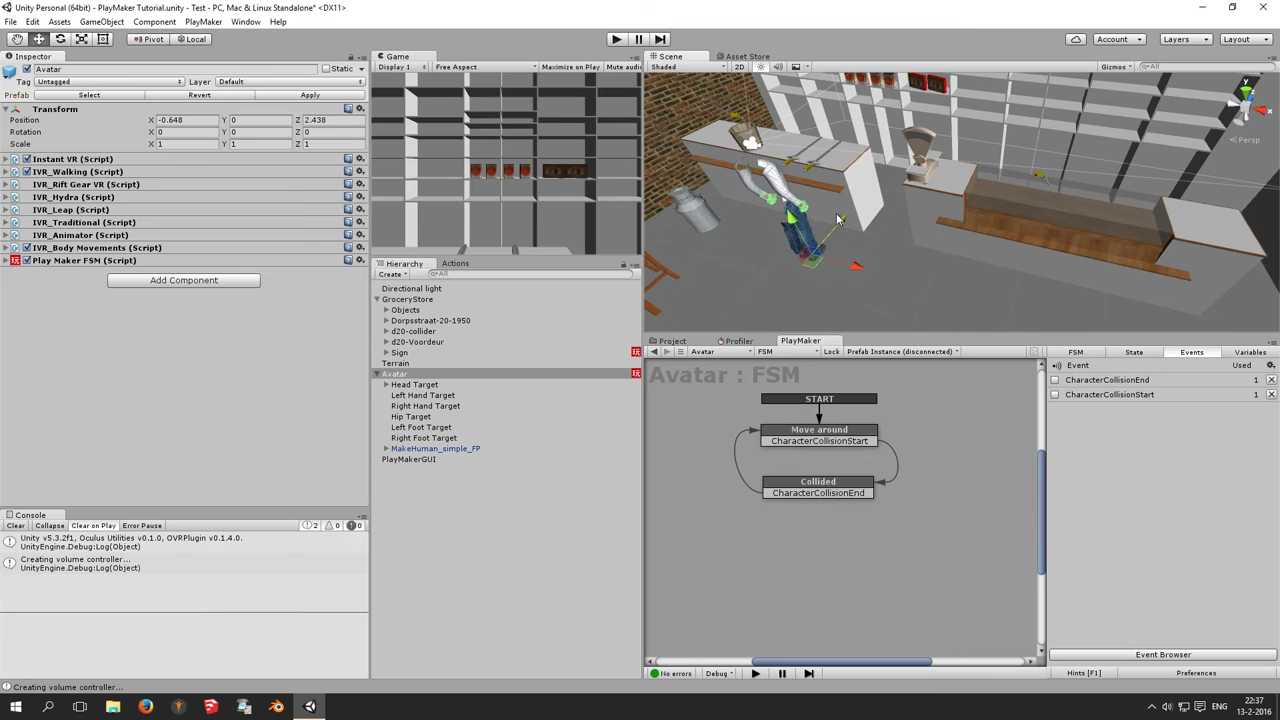 Unity Personal (64bit) - PlayMaker Tutorial.unity - Test - PC, Mac & Linux Standalone* <DX11>
File Edit Assets GameObject Component PlayMaker Window Help
Pivot Local Account Layers Layout
Inspector
Avatar Static
Tag Untagged Layer Default
Prefab Select Revert Apply
Transform
Position X -0.648 Y 0 Z 2.438
Rotation X 0 Y 0 Z 0
Scale X 1 Y 1 Z 1
Instant VR (Script)
IVR_Walking (Script)
IVR_Rift Gear VR (Script)
IVR_Hydra (Script)
IVR_Leap (Script)
IVR_Traditional (Script)
IVR_Animator (Script)
IVR_Body Movements (Script)
玩 Play Maker FSM (Script)
Add Component
Console
Clear Collapse Clear on Play Error Pause 2 0 0
Unity v5.3.2f1, Oculus Utilities v0.1.0, OVRPlugin v0.1.4.0.
UnityEngine.Debug:Log(Object)
Creating volume controller...
UnityEngine.Debug:Log(Object)
Creating volume controller...
Game
Display 1 Free Aspect Maximize on Play Mute audio
Hierarchy Actions
Create All
Directional light
GroceryStore
Objects
Dorpsstraat-20-1950
d20-collider
d20-Voordeur
Sign 玩
Terrain
Avatar 玩
Head Target
Left Hand Target
Right Hand Target
Hip Target
Left Foot Target
Right Foot Target
MakeHuman_simple_FP
PlayMakerGUI
Scene Asset Store
Shaded 2D Gizmos All
Y
X
Persp
Project Profiler PlayMaker
Avatar FSM Lock Prefab Instance (disconnected)
Avatar : FSM
START
Move around
CharacterCollisionStart
Collided
CharacterCollisionEnd
FSM State Events Variables
Event Used
CharacterCollisionEnd 1
CharacterCollisionStart 1
Event Browser
No errors Debug Hints [F1] Preferences
ENG
22:37
13-2-2016